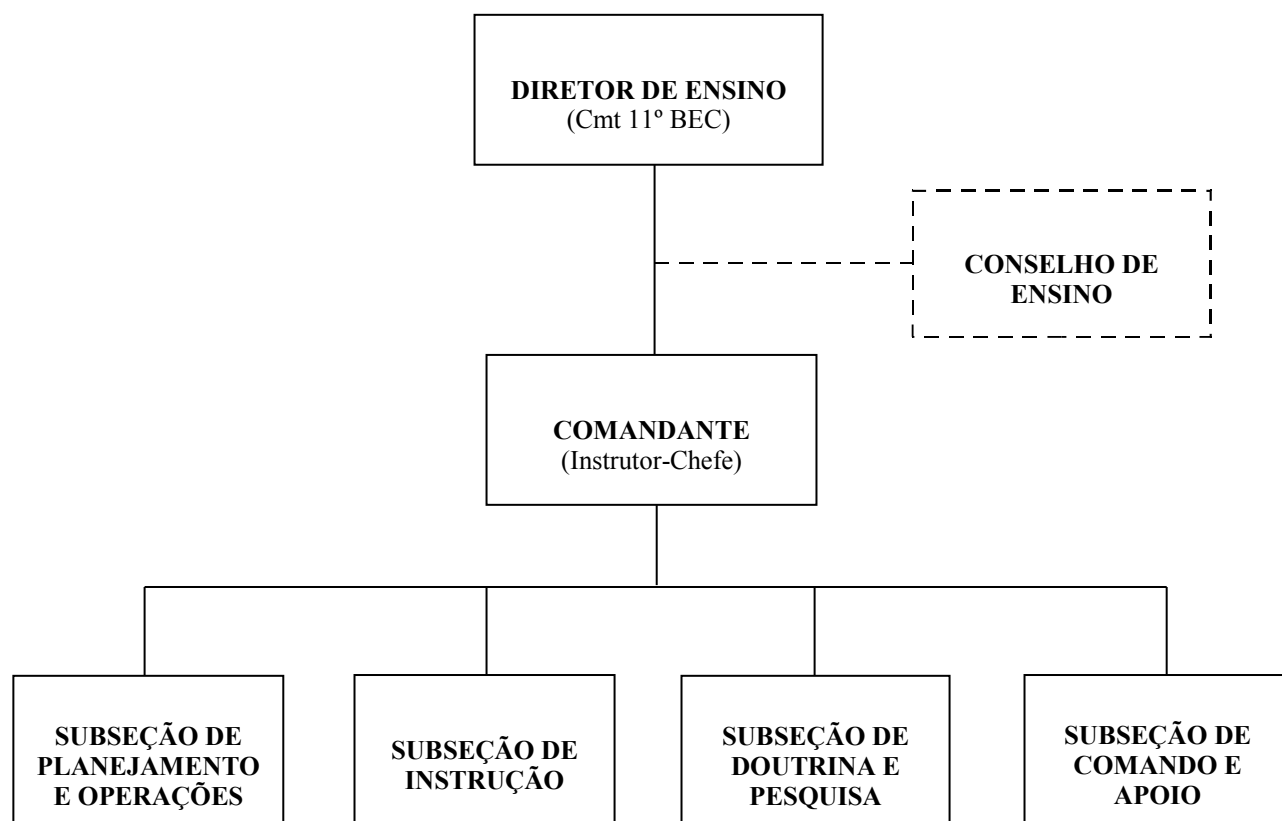 DIRETOR DE ENSINO
(Cmt 11º BEC)
CONSELHO DE
ENSINO
COMANDANTE
(Instrutor-Chefe)
SUBSEÇÃO DE
PLANEJAMENTO
E OPERAÇÕES
SUBSEÇÃO DE
INSTRUÇÃO
SUBSEÇÃO DE
DOUTRINA E
PESQUISA
SUBSEÇÃO DE
COMANDO E
APOIO